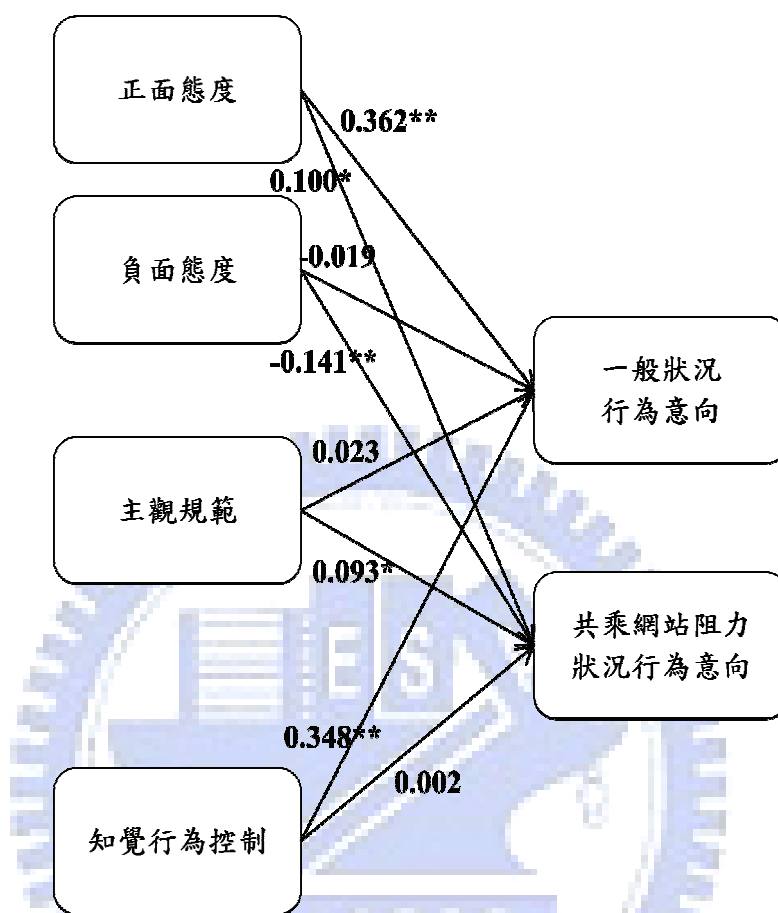 正面態度
0.362**
0.100*
負面態度
-0.019
-0.141**
一般狀況
行為意向
主觀規範
0.023
0.093*
共乘網站阻力
狀況行為意向
ES
0.348**
0.002
知覺行為控制